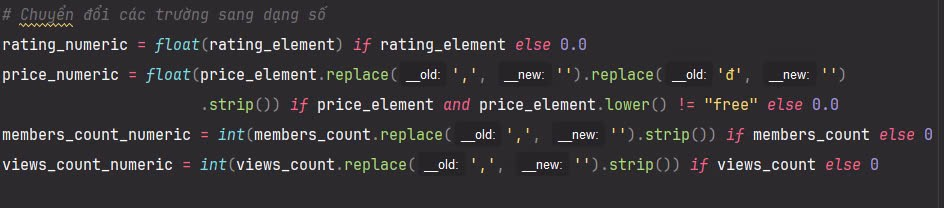 # Chuyển đổi các trường sang dạng số
rating_numeric = float(rating_element) if rating_element else 0.0
price_numeric = float(price_element.replace( __old: ',', __new: '').replace( __old: 'đ', __new: '')
.strip()) if price_element and price_element.lower() != "free" else 0.0
members_count_numeric = int(members_count.replace( __old: ',', __new: '').strip()) if members_count else 0
views_count_numeric = int(views_count.replace( __old: ',', __new: '').strip()) if views_count else 0